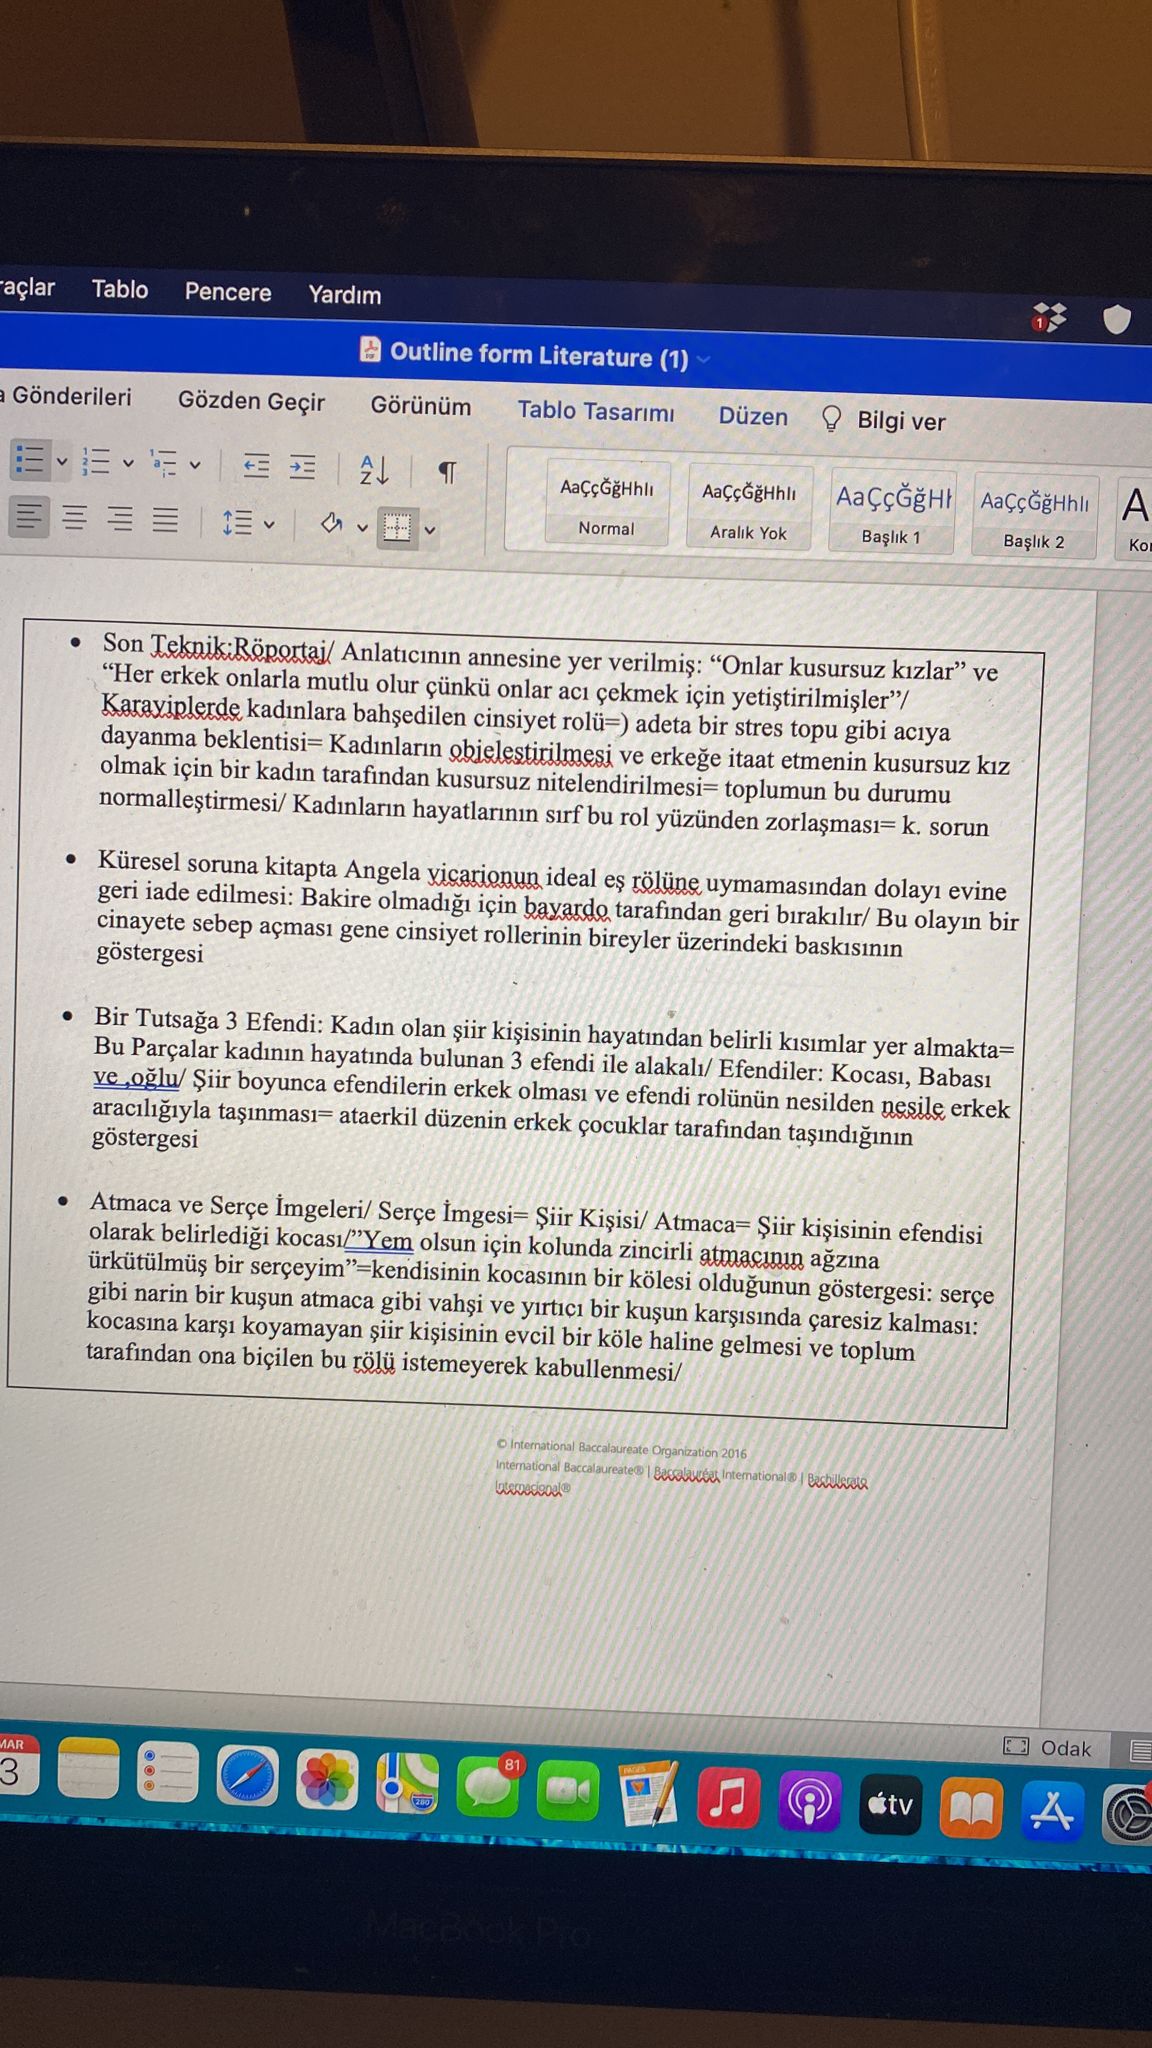 raçlar Tablo Pencere Yardım
1
Outline form Literature (1)
a Gönderileri Gözden Geçir Görünüm Tablo Tasarımı Düzen Bilgi ver
AaÇçĞğHhIı AaÇçĞğHhIı AaÇçĞğHł AaÇçĞğHhIı A
Normal Aralık Yok Başlık 1 Başlık 2 Kor
• Son Teknik:Röportaj/ Anlatıcının annesine yer verilmiş: “Onlar kusursuz kızlar” ve
“Her erkek onlarla mutlu olur çünkü onlar acı çekmek için yetiştirilmişler”/
Karayiplerde kadınlara bahşedilen cinsiyet rolü=) adeta bir stres topu gibi acıya
dayanma beklentisi= Kadınların objeleştirilmesi ve erkeğe itaat etmenin kusursuz kız
olmak için bir kadın tarafından kusursuz nitelendirilmesi= toplumun bu durumu
normalleştirmesi/ Kadınların hayatlarının sırf bu rol yüzünden zorlaşması= k. sorun
• Küresel soruna kitapta Angela vicarionun ideal eş rölüne uymamasından dolayı evine
geri iade edilmesi: Bakire olmadığı için bayardo tarafından geri bırakılır/ Bu olayın bir
cinayete sebep açması gene cinsiyet rollerinin bireyler üzerindeki baskısının
göstergesi
• Bir Tutsağa 3 Efendi: Kadın olan şiir kişisinin hayatından belirli kısımlar yer almakta=
Bu Parçalar kadının hayatında bulunan 3 efendi ile alakalı/ Efendiler: Kocası, Babası
ve ,oğlu/ Şiir boyunca efendilerin erkek olması ve efendi rolünün nesilden nesile erkek
aracılığıyla taşınması= ataerkil düzenin erkek çocuklar tarafından taşındığının
göstergesi
• Atmaca ve Serçe İmgeleri/ Serçe İmgesi= Şiir Kişisi/ Atmaca= Şiir kişisinin efendisi
olarak belirlediği kocası/”Yem olsun için kolunda zincirli atmacının ağzına
ürkütülmüş bir serçeyim”=kendisinin kocasının bir kölesi olduğunun göstergesi: serçe
gibi narin bir kuşun atmaca gibi vahşi ve yırtıcı bir kuşun karşısında çaresiz kalması:
kocasına karşı koyamayan şiir kişisinin evcil bir köle haline gelmesi ve toplum
tarafından ona biçilen bu rölü istemeyerek kabullenmesi/
© International Baccalaureate Organization 2016
International Baccalaureate® | Baccalauréat International® | Bachillerato
Internacional®
Odak
MAR
3
280
81
PAGES
tv
MacBook Pro